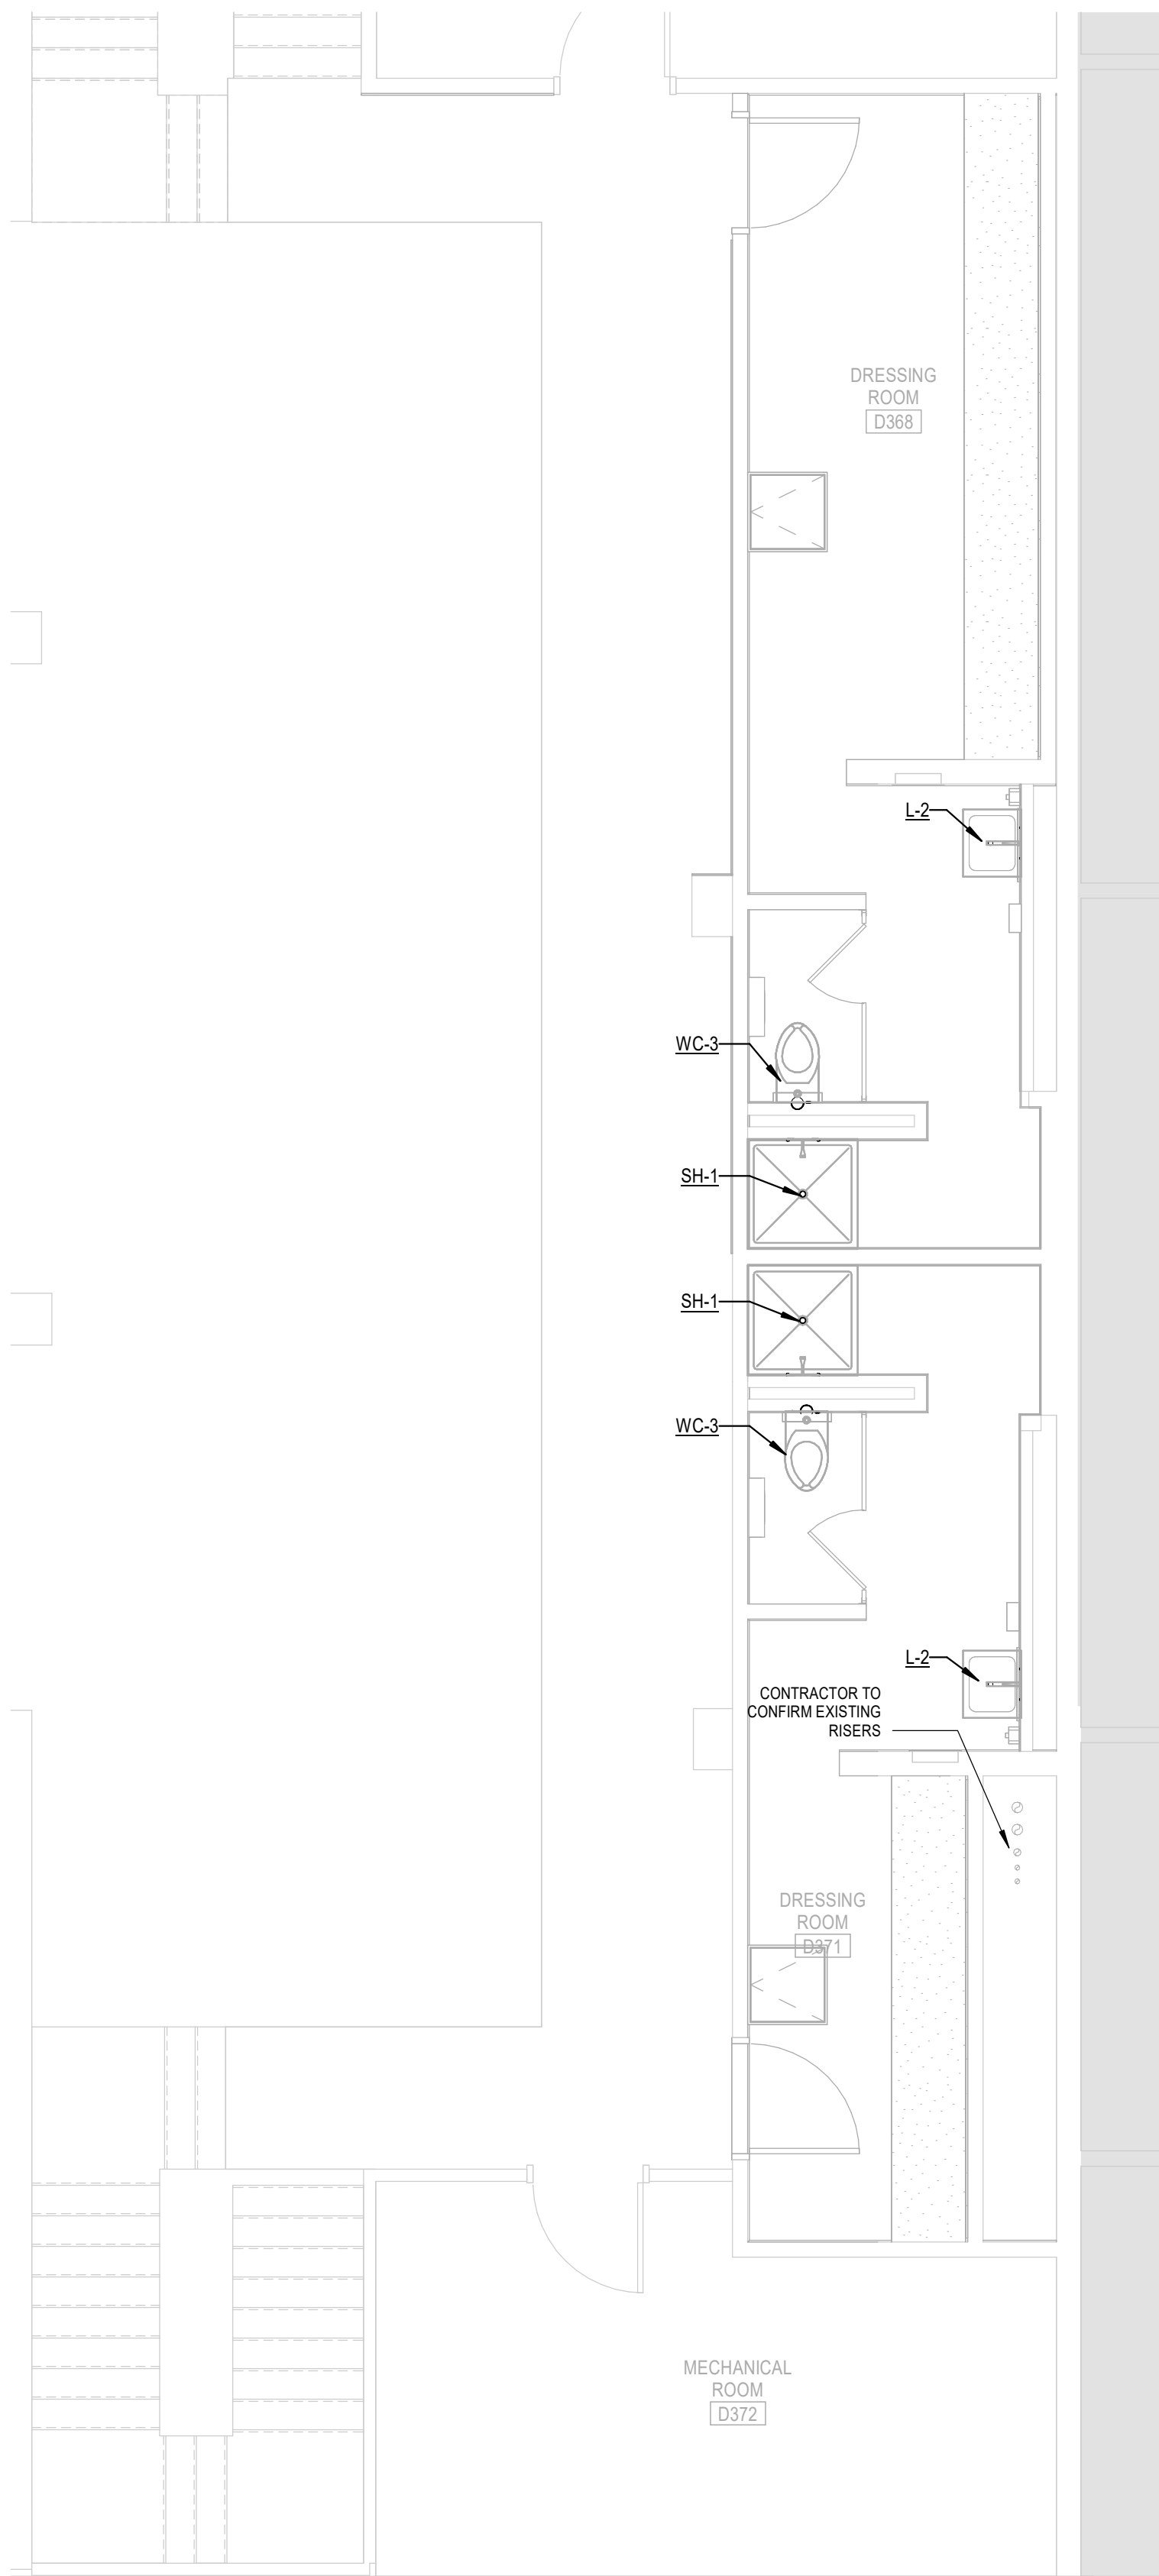 DRESSING
ROOM
D368
L-2
WC-3
SH-1
SH-1
WC-3
L-2
CONTRACTOR TO
CONFIRM EXISTING
RISERS
DRESSING
ROOM
D371
MECHANICAL
ROOM
D372